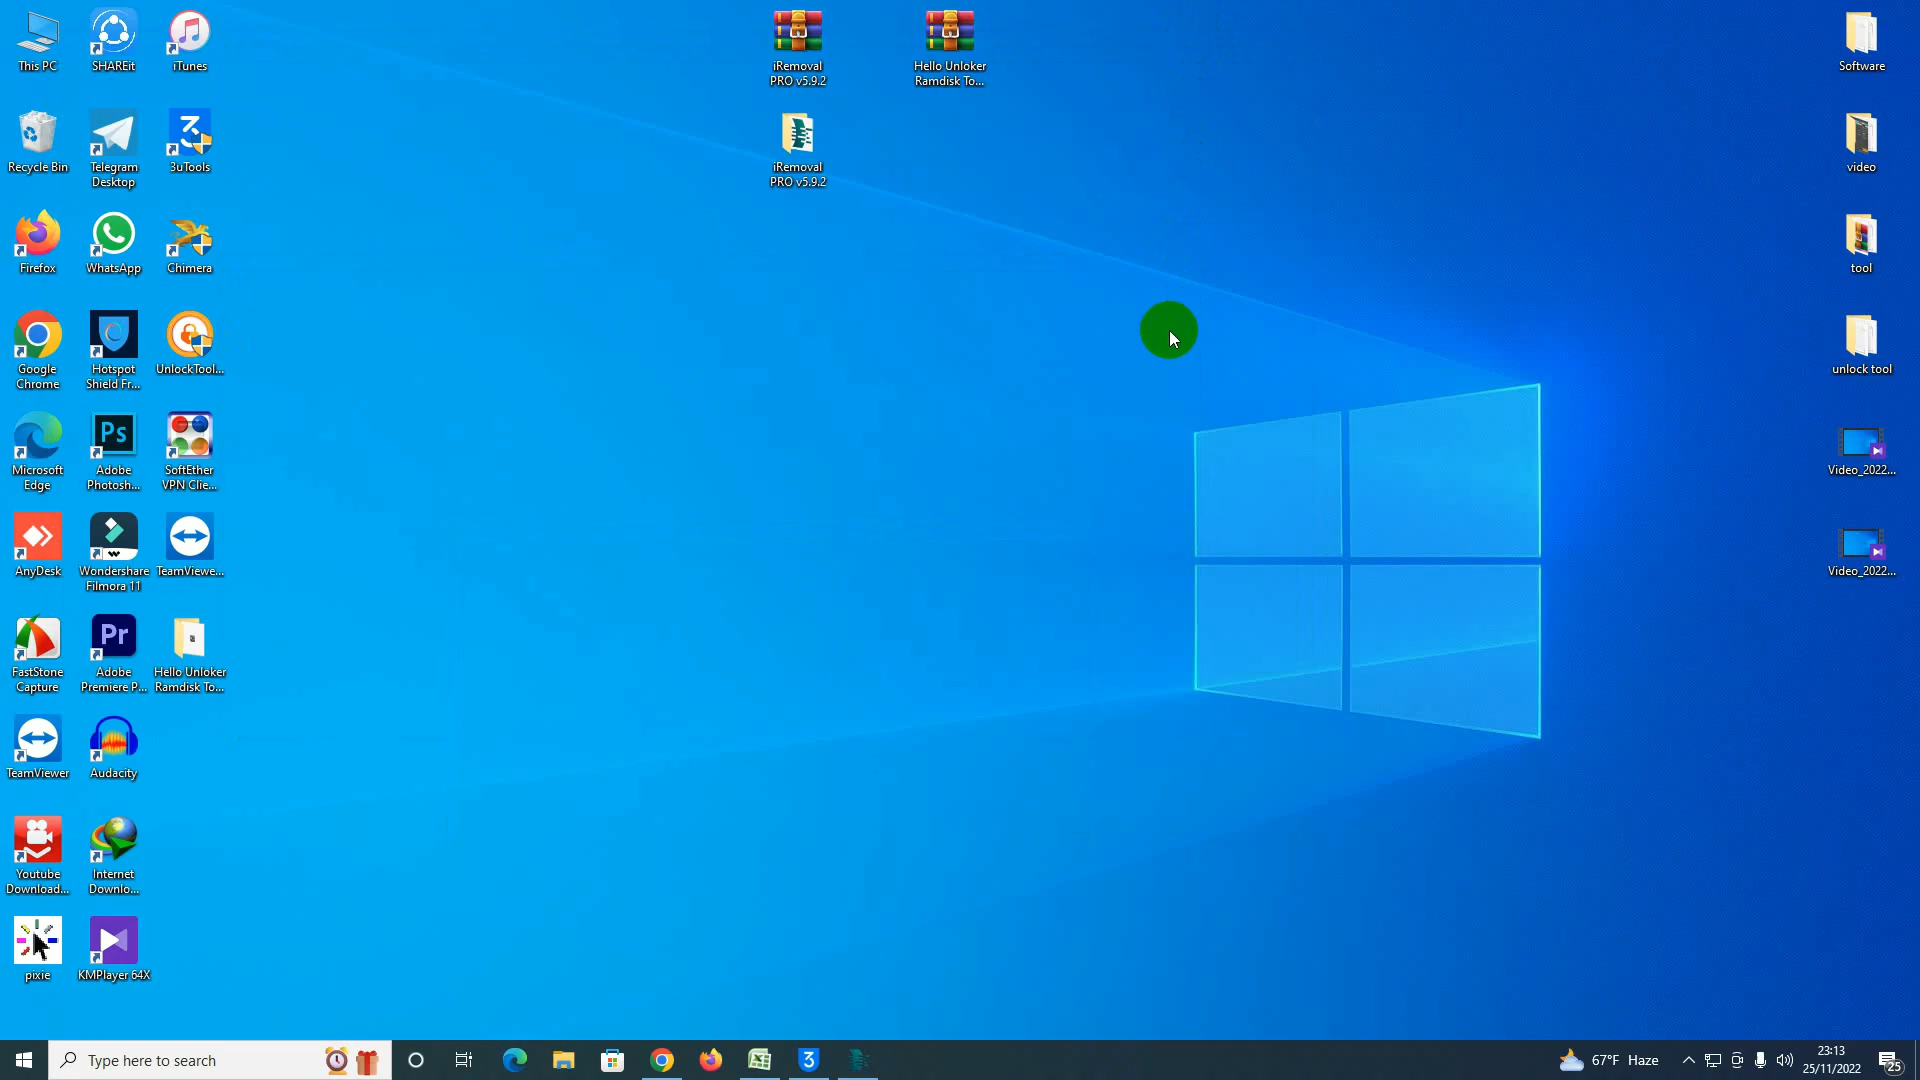 This PC
SHAREit
iTunes
iRemoval
PRO v5.9.2
Hello Unloker
Ramdisk To...
Software
Recycle Bin
Telegram
Desktop
3uTools
iRemoval
PRO v5.9.2
video
Firefox
WhatsApp
Chimera
tool
Google
Chrome
Hotspot
Shield Fr...
UnlockTool...
unlock tool
Microsoft
Edge
Ps
Adobe
Photosh...
SoftEther
VPN Clie...
Video_2022...
AnyDesk
Wondershare
Filmora 11
TeamViewe...
Video_2022...
FastStone
Capture
Pr
Adobe
Premiere P...
Hello Unloker
Ramdisk To...
TeamViewer
Audacity
Youtube
Download...
Internet
Downlo...
pixie
KMPlayer 64X
Type here to search
3
67°F Haze
23:13
25/11/2022
25